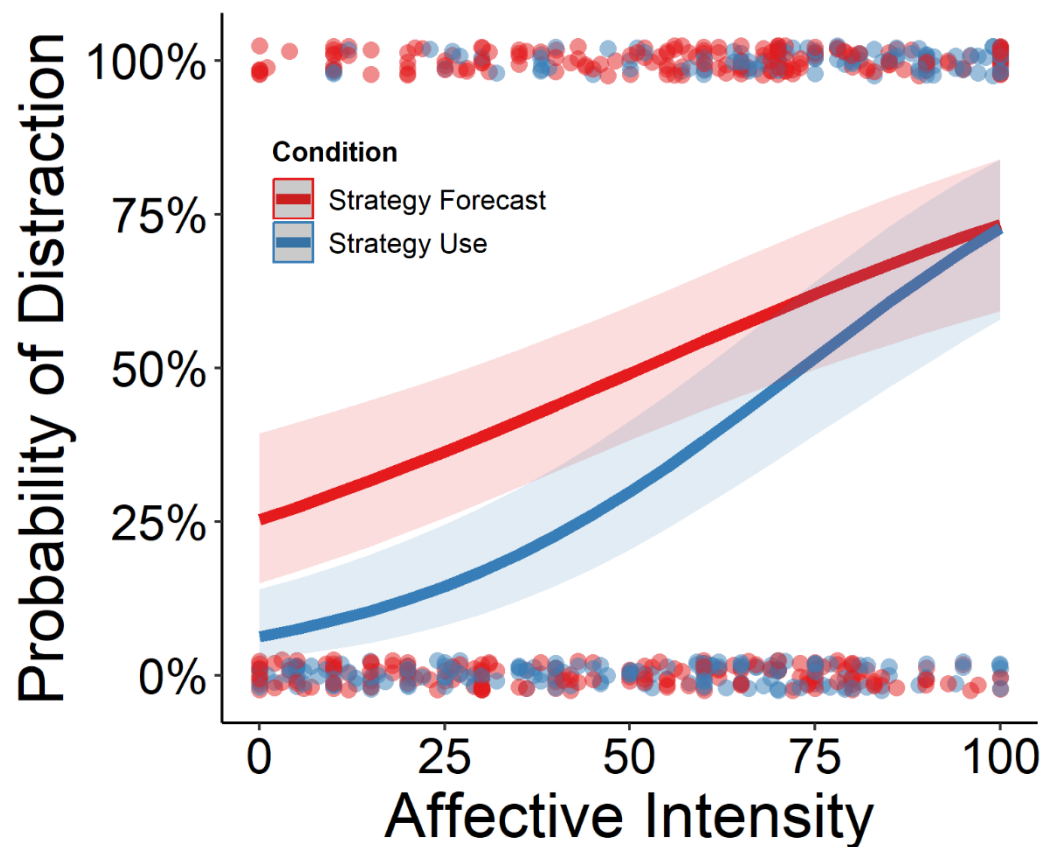 Probability of Distraction
100%
75%
50%
25%
0%
Condition
Strategy Forecast
Strategy Use
0 25 50 75 100
Affective Intensity